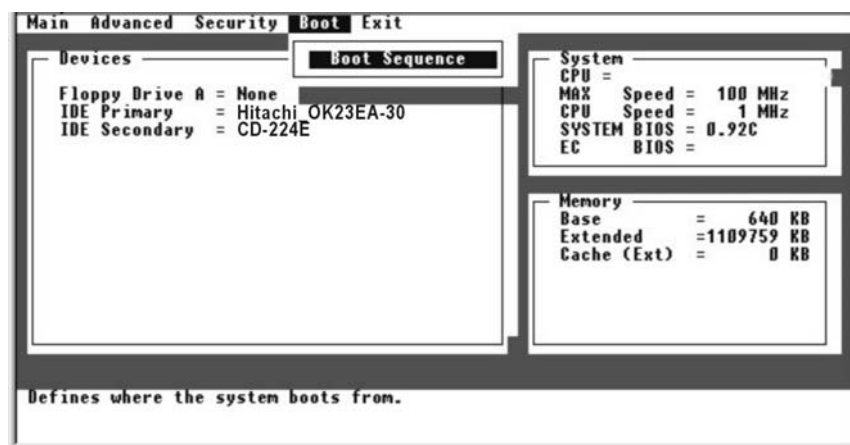 Main Advanced Security Boot Exit
Boot Sequence
Devices
Floppy Drive A = None
IDE Primary = Hitachi_OK23EA-30
IDE Secondary = CD-224E
System
CPU =
MAX Speed = 100 MHz
CPU Speed = 1 MHz
SYSTEM BIOS = 0.92C
EC BIOS =
Memory
Base = 640 KB
Extended =1109759 KB
Cache (Ext) = 0 KB
Defines where the system boots from.